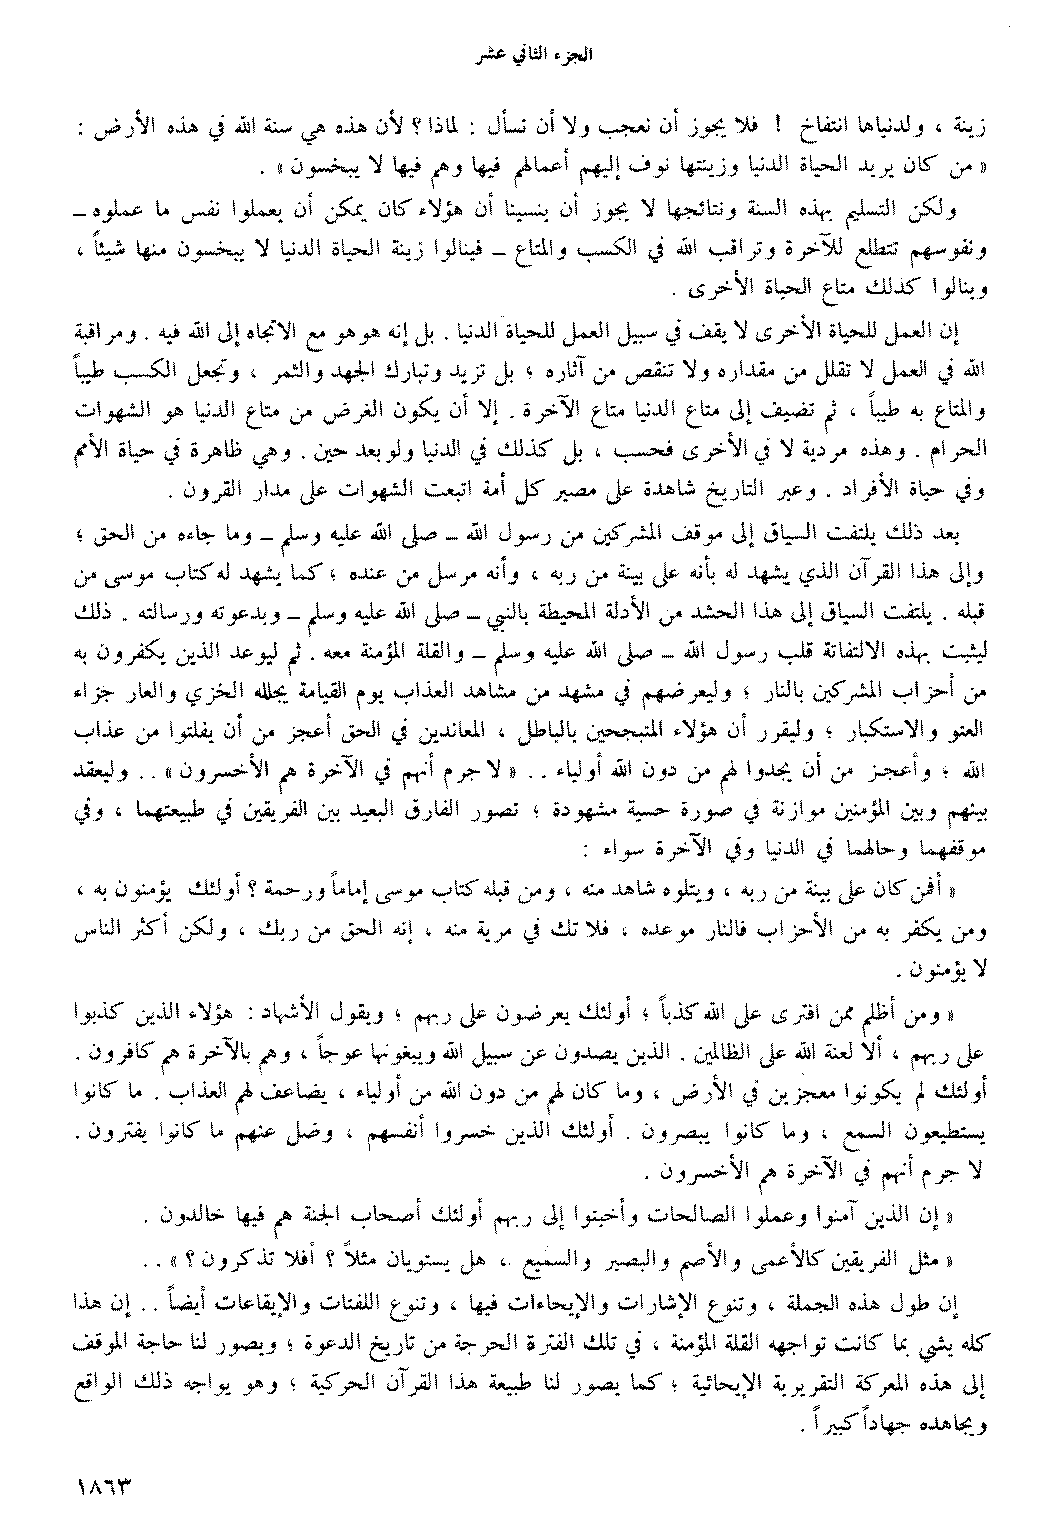 الجزء الثاني عشر
زينة ، ولدنياها انتفاخ ! فلا يجوز أن نعجب ولا أن نسأل : لماذا ؟ لأن هذه هي سنة الله في هذه الأرض :
« من كان يريد الحياة الدنيا وزينتها نوف إليهم أعمالهم فيها وهم فيها لا يبخسون » .
ولكن التسليم بهذه السنة ونتائجها لا يجوز أن ينسينا أن هؤلاء كان يمكن أن يعملوا نفس ما عملوه –
ونفوسهم تتطلع للآخرة وتراقب الله في الكسب والمتاع – فينالوا زينة الحياة الدنيا لا يبخسون منها شيئاً ،
وينالوا كذلك متاع الحياة الأخرى .
إن العمل للحياة الأخرى لا يقف في سبيل العمل للحياة الدنيا . بل إنه هو هو مع الاتجاه إلى الله فيه . ومراقبة
الله في العمل لا تقلل من مقداره ولا تنقص من آثاره ؛ بل تزيد وتبارك الجهد والثمر ، وتجعل الكسب طيباً
والمتاع به طيباً ، ثم تضيف إلى متاع الدنيا متاع الآخرة . إلا أن يكون الغرض من متاع الدنيا هو الشهوات
الحرام . وهذه مردية لا في الأخرى فحسب ، بل كذلك في الدنيا ولو بعد حين . وهي ظاهرة في حياة الأمم
وفي حياة الأفراد . وعبر التاريخ شاهدة على مصير كل أمة اتبعت الشهوات على مدار القرون .
بعد ذلك يلتفت السياق إلى موقف المشركين من رسول الله – صلى الله عليه وسلم – وما جاءه من الحق ؛
وإلى هذا القرآن الذي يشهد له بأنه على بينة من ربه ، وأنه مرسل من عنده ؛ كما يشهد له كتاب موسى من
قبله . يلتفت السياق إلى هذا الحشد من الأدلة المحيطة بالنبي – صلى الله عليه وسلم – وبدعوته ورسالته . ذلك
ليثبت بهذه الالتفاتة قلب رسول الله – صلى الله عليه وسلم – والقلة المؤمنة معه . ثم ليوعد الذين يكفرون به
من أحزاب المشركين بالنار ؛ وليعرضهم في مشهد من مشاهد العذاب يوم القيامة يجلله الخزي والعار جزاء
العتو والاستكبار ؛ وليقرر أن هؤلاء المتبجحين بالباطل ، المعاندين في الحق أعجز من أن يفلتوا من عذاب
الله ؛ وأعجز من أن يجدوا لهم من دون الله أولياء .. « لا جرم أنهم في الآخرة هم الأخسرون » .. وليعقد
بينهم وبين المؤمنين موازنة في صورة حسية مشهودة ؛ تصور الفارق البعيد بين الفريقين في طبيعتهما ، وفي
موقفهما وحالهما في الدنيا وفي الآخرة سواء :
« أفمن كان على بينة من ربه ، ويتلوه شاهد منه ، ومن قبله كتاب موسى إماماً ورحمة ؟ أولئك يؤمنون به ،
ومن يكفر به من الأحزاب فالنار موعده ، فلا تك في مرية منه ، إنه الحق من ربك ، ولكن أكثر الناس
لا يؤمنون .
« ومن أظلم ممن افترى على الله كذباً ؛ أولئك يعرضون على ربهم ؛ ويقول الأشهاد : هؤلاء الذين كذبوا
على ربهم ، ألا لعنة الله على الظالمين . الذين يصدون عن سبيل الله ويبغونها عوجاً ، وهم بالآخرة هم كافرون .
أولئك لم يكونوا معجزين في الأرض ، وما كان لهم من دون الله من أولياء ، يضاعف لهم العذاب . ما كانوا
يستطيعون السمع ، وما كانوا يبصرون . أولئك الذين خسروا أنفسهم ، وضل عنهم ما كانوا يفترون .
لا جرم أنهم في الآخرة هم الأخسرون .
« إن الذين آمنوا وعملوا الصالحات وأخبتوا إلى ربهم أولئك أصحاب الجنة هم فيها خالدون .
« مثل الفريقين كالأعمى والأصم والبصير والسميع ، هل يستويان مثلاً ؟ أفلا تذكرون ؟ » ..
إن طول هذه الجملة ، وتنوع الإشارات والإيحاءات فيها ، وتنوع اللفتات والإيقاعات أيضاً .. إن هذا
كله يشي بما كانت تواجهه القلة المؤمنة ، في تلك الفترة الحرجة من تاريخ الدعوة ؛ ويصور لنا حاجة الموقف
إلى هذه المعركة التقريرية الإيحائية ؛ كما يصور لنا طبيعة هذا القرآن الحركية ؛ وهو يواجه ذلك الواقع
ويجاهده جهاداً كبيراً .
١٨٦٣